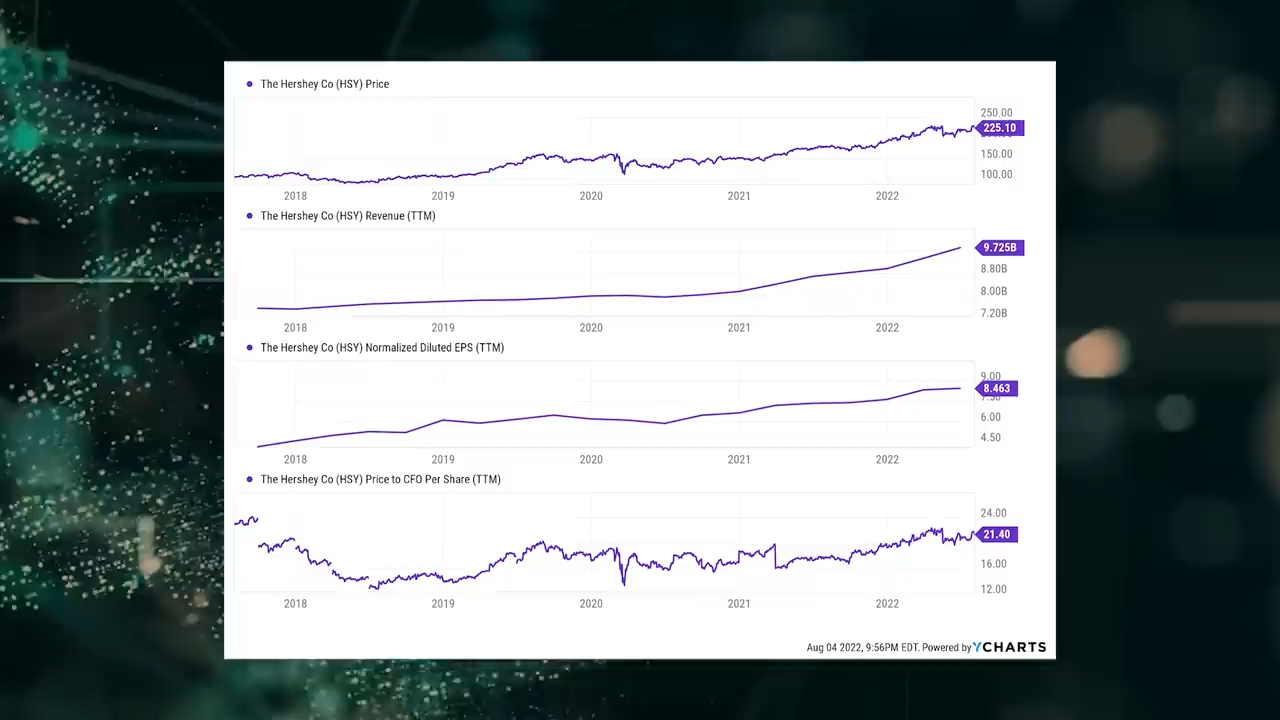 The Hershey Co (HSY) Price
250.00
225.10
150.00
100.00
2018 2019 2020 2021 2022
The Hershey Co (HSY) Revenue (TTM)
9.725B
8.80B
8.00B
7.20B
2018 2019 2020 2021 2022
The Hershey Co (HSY) Normalized Diluted EPS (TTM)
9.00
8.463
6.00
4.50
2018 2019 2020 2021 2022
The Hershey Co (HSY) Price to CFO Per Share (TTM)
24.00
21.40
16.00
12.00
2018 2019 2020 2021 2022
Aug 04 2022, 9:56PM EDT. Powered by YCHARTS